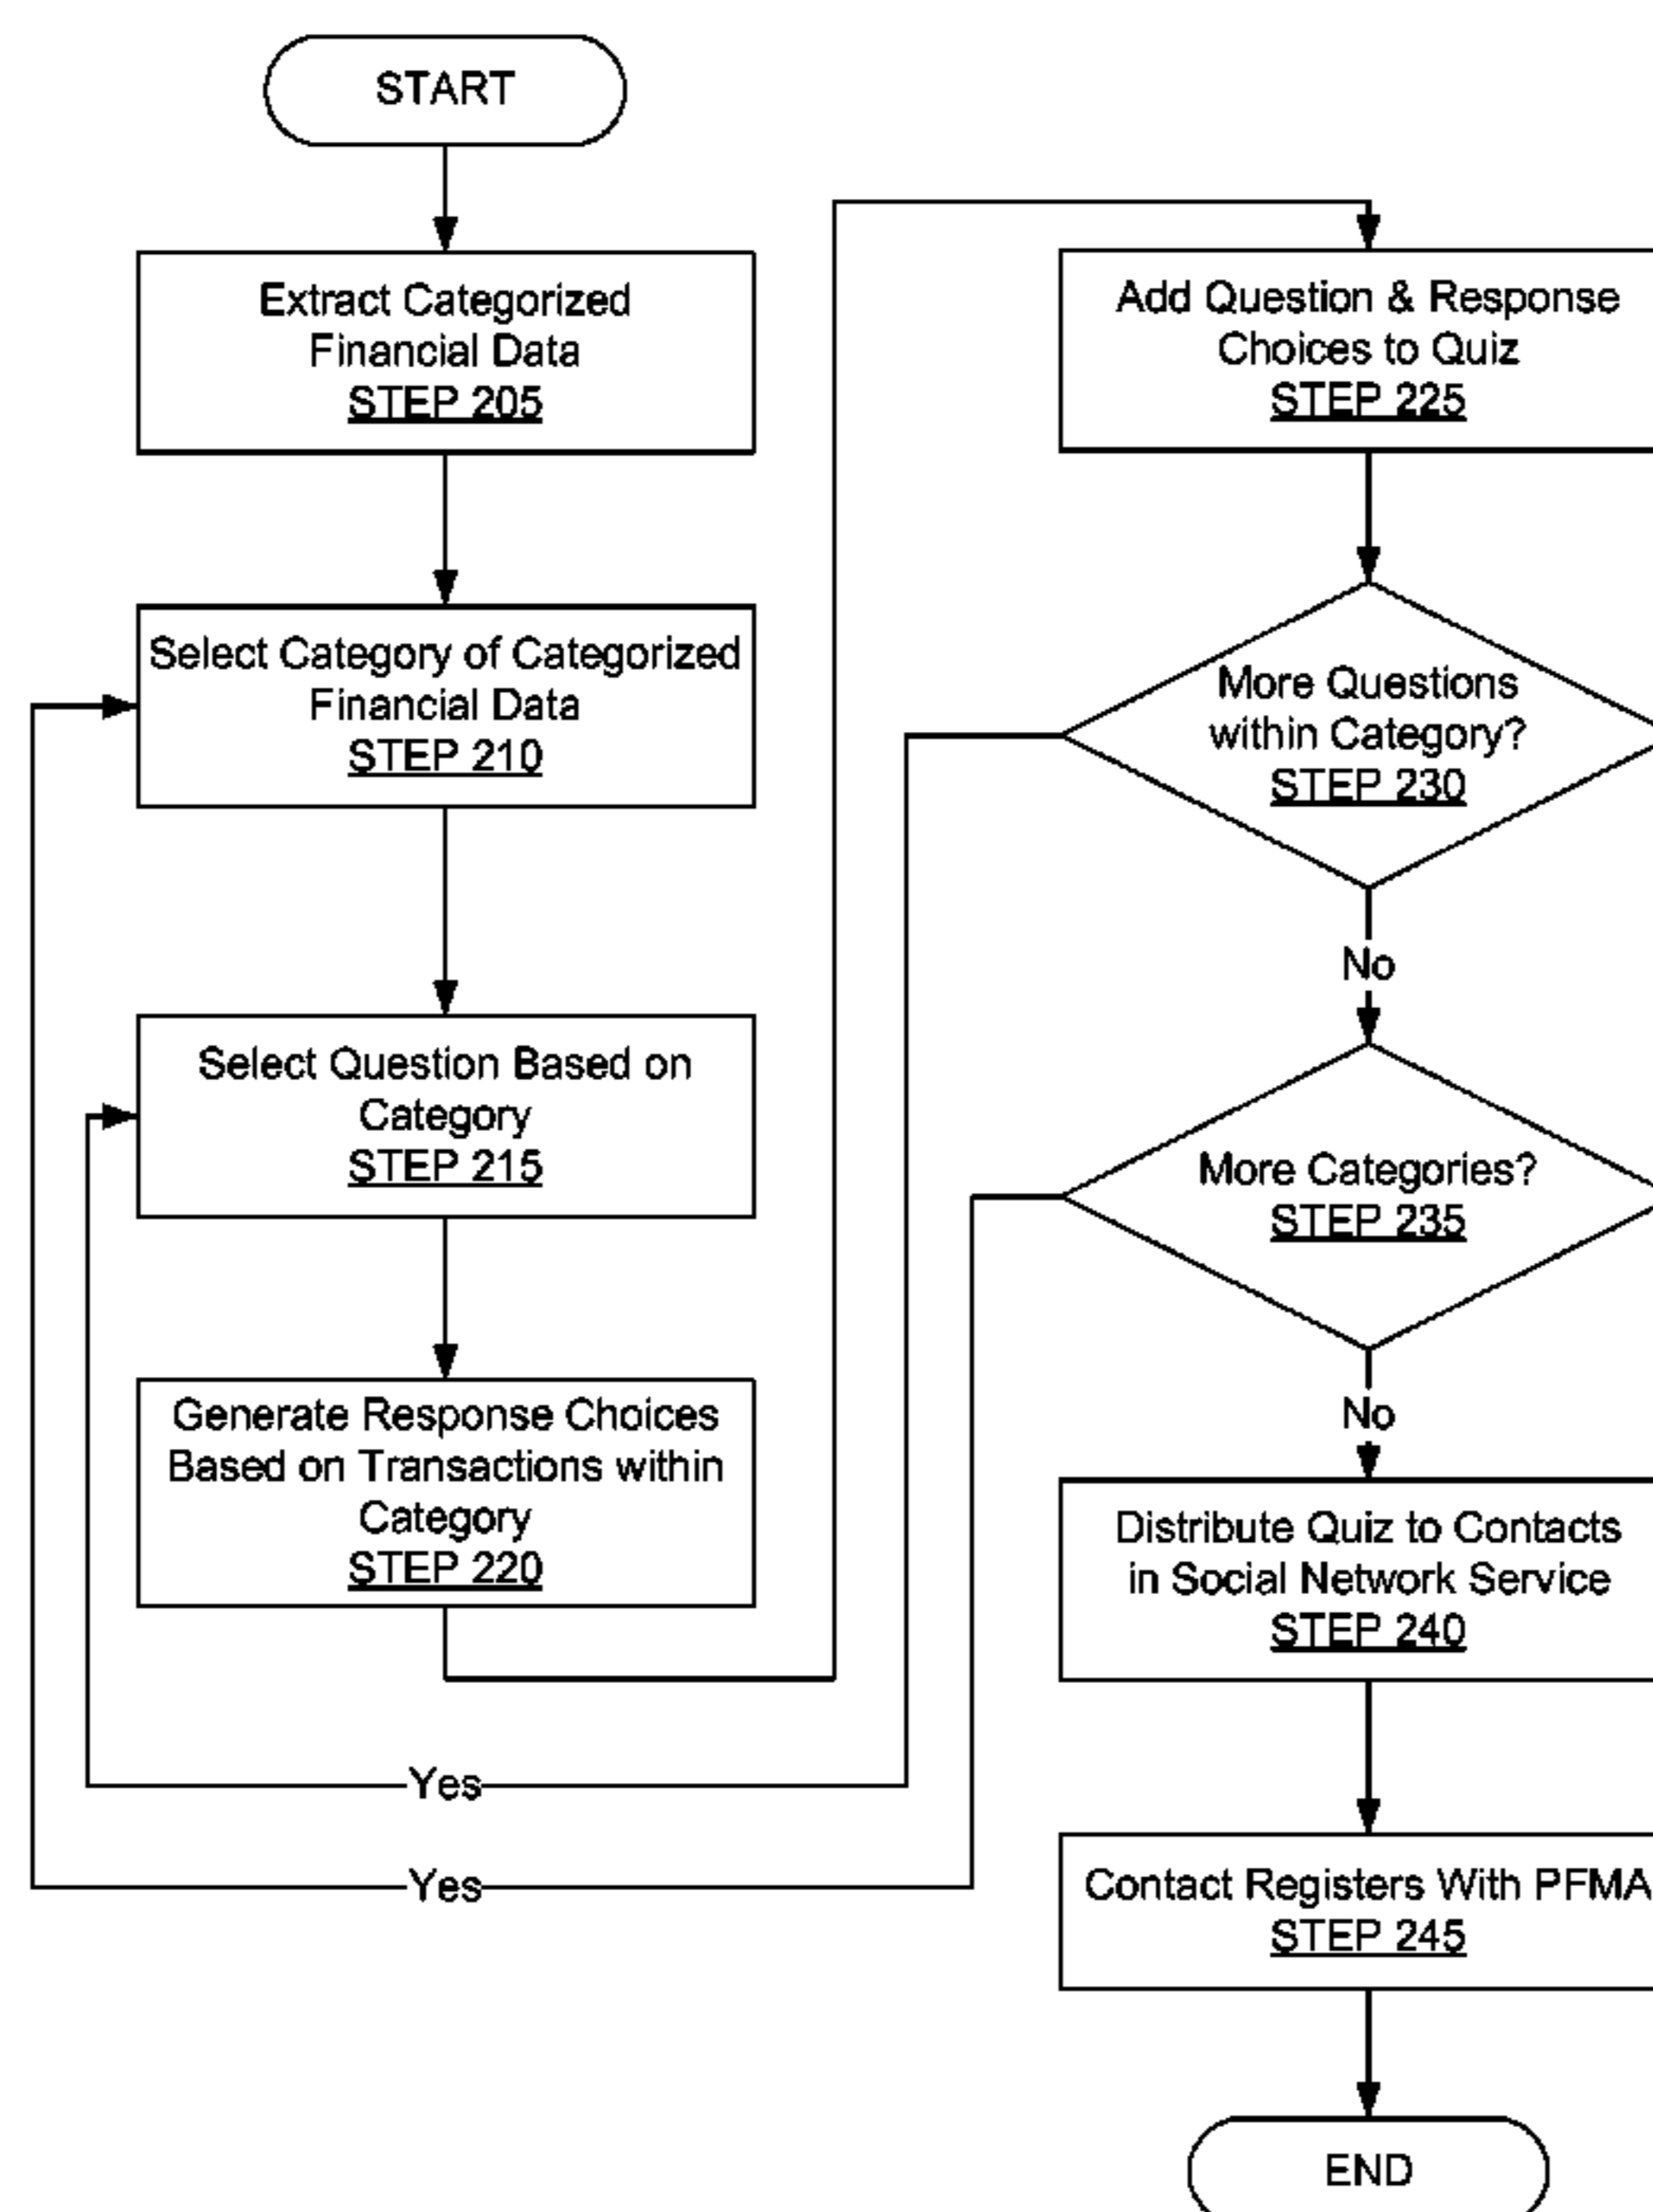 START
Extract Categorized
Financial Data
STEP 205
Select Category of Categorized
Financial Data
STEP 210
Select Question Based on
Category
STEP 215
Generate Response Choices
Based on Transactions within
Category
STEP 220
Yes
Yes
Add Question & Response
Choices to Quiz
STEP 225
More Questions
within Category?
STEP 230
No
More Categories?
STEP 235
No
Distribute Quiz to Contacts
in Social Network Service
STEP 240
Contact Registers With PFMA
STEP 245
END